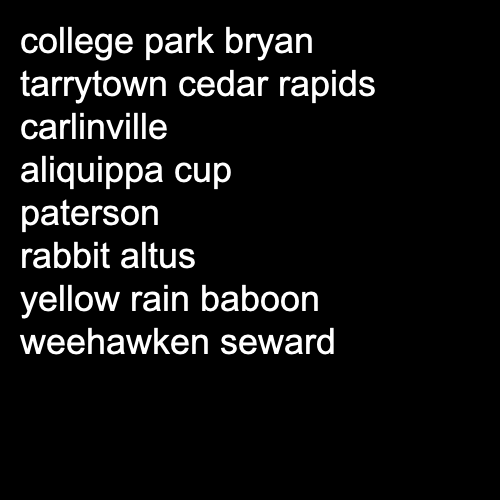 college park bryan
tarrytown cedar rapids
carlinville
aliquippa cup
paterson
rabbit altus
yellow rain baboon
weehawken seward